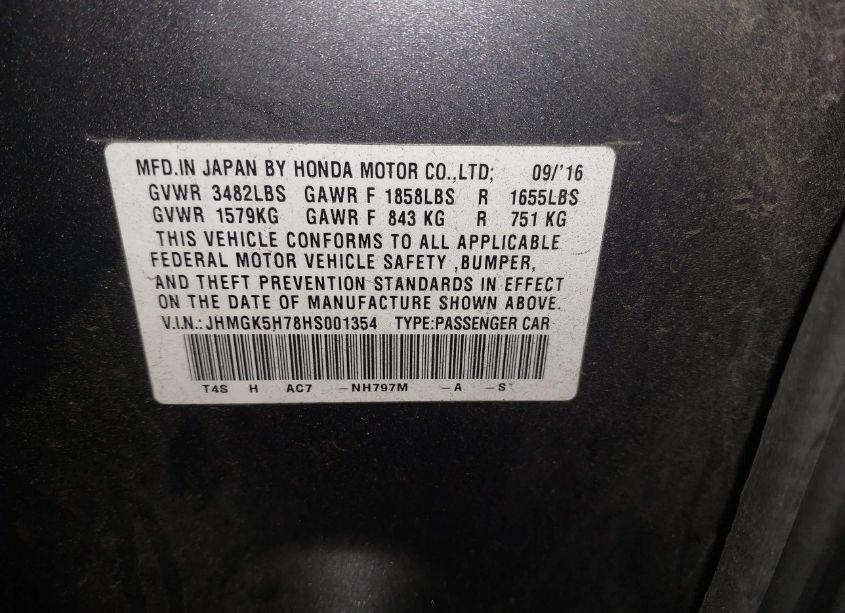 MFD.IN JAPAN BY HONDA MOTOR CO.,LTD; 09/'16
GVWR 3482LBS GAWR F 1858LBS R 1655LBS
GVWR 1579KG GAWR F 843 KG R 751 KG
THIS VEHICLE CONFORMS TO ALL APPLICABLE
FEDERAL MOTOR VEHICLE SAFETY ,BUMPER,
AND THEFT PREVENTION STANDARDS IN EFFECT
ON THE DATE OF MANUFACTURE SHOWN ABOVE.
V.I.N.: JHMGK5H78HS001354 TYPE:PASSENGER CAR
T4S H AC7 -NH797M -A -S